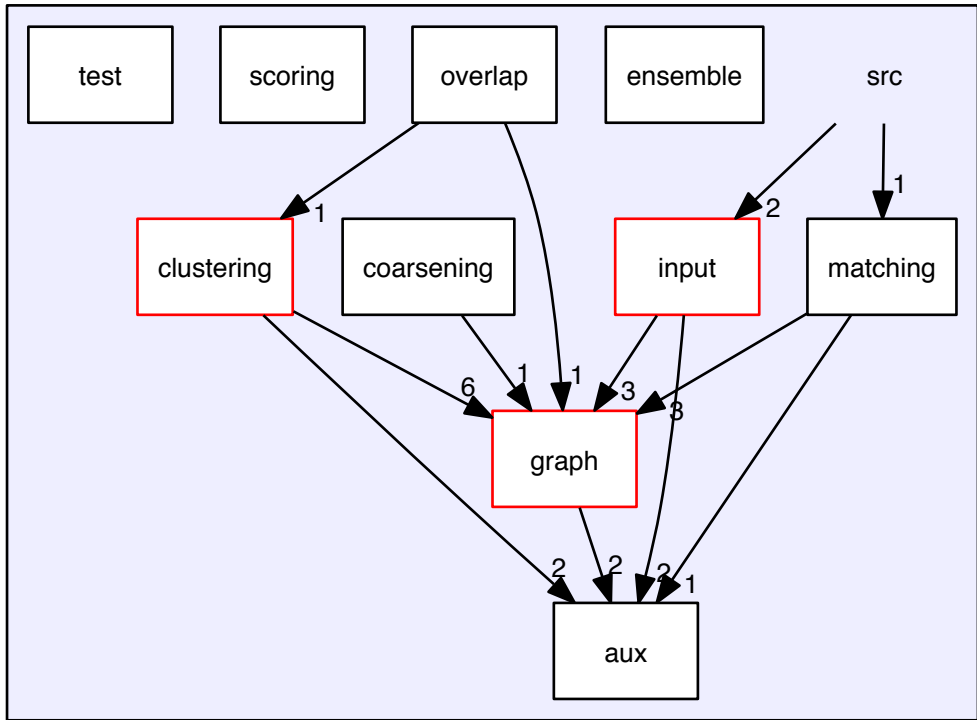 test
scoring
overlap
ensemble
src
1
2
1
clustering
coarsening
input
matching
6
1
1
3
3
graph
2
2
2
1
aux